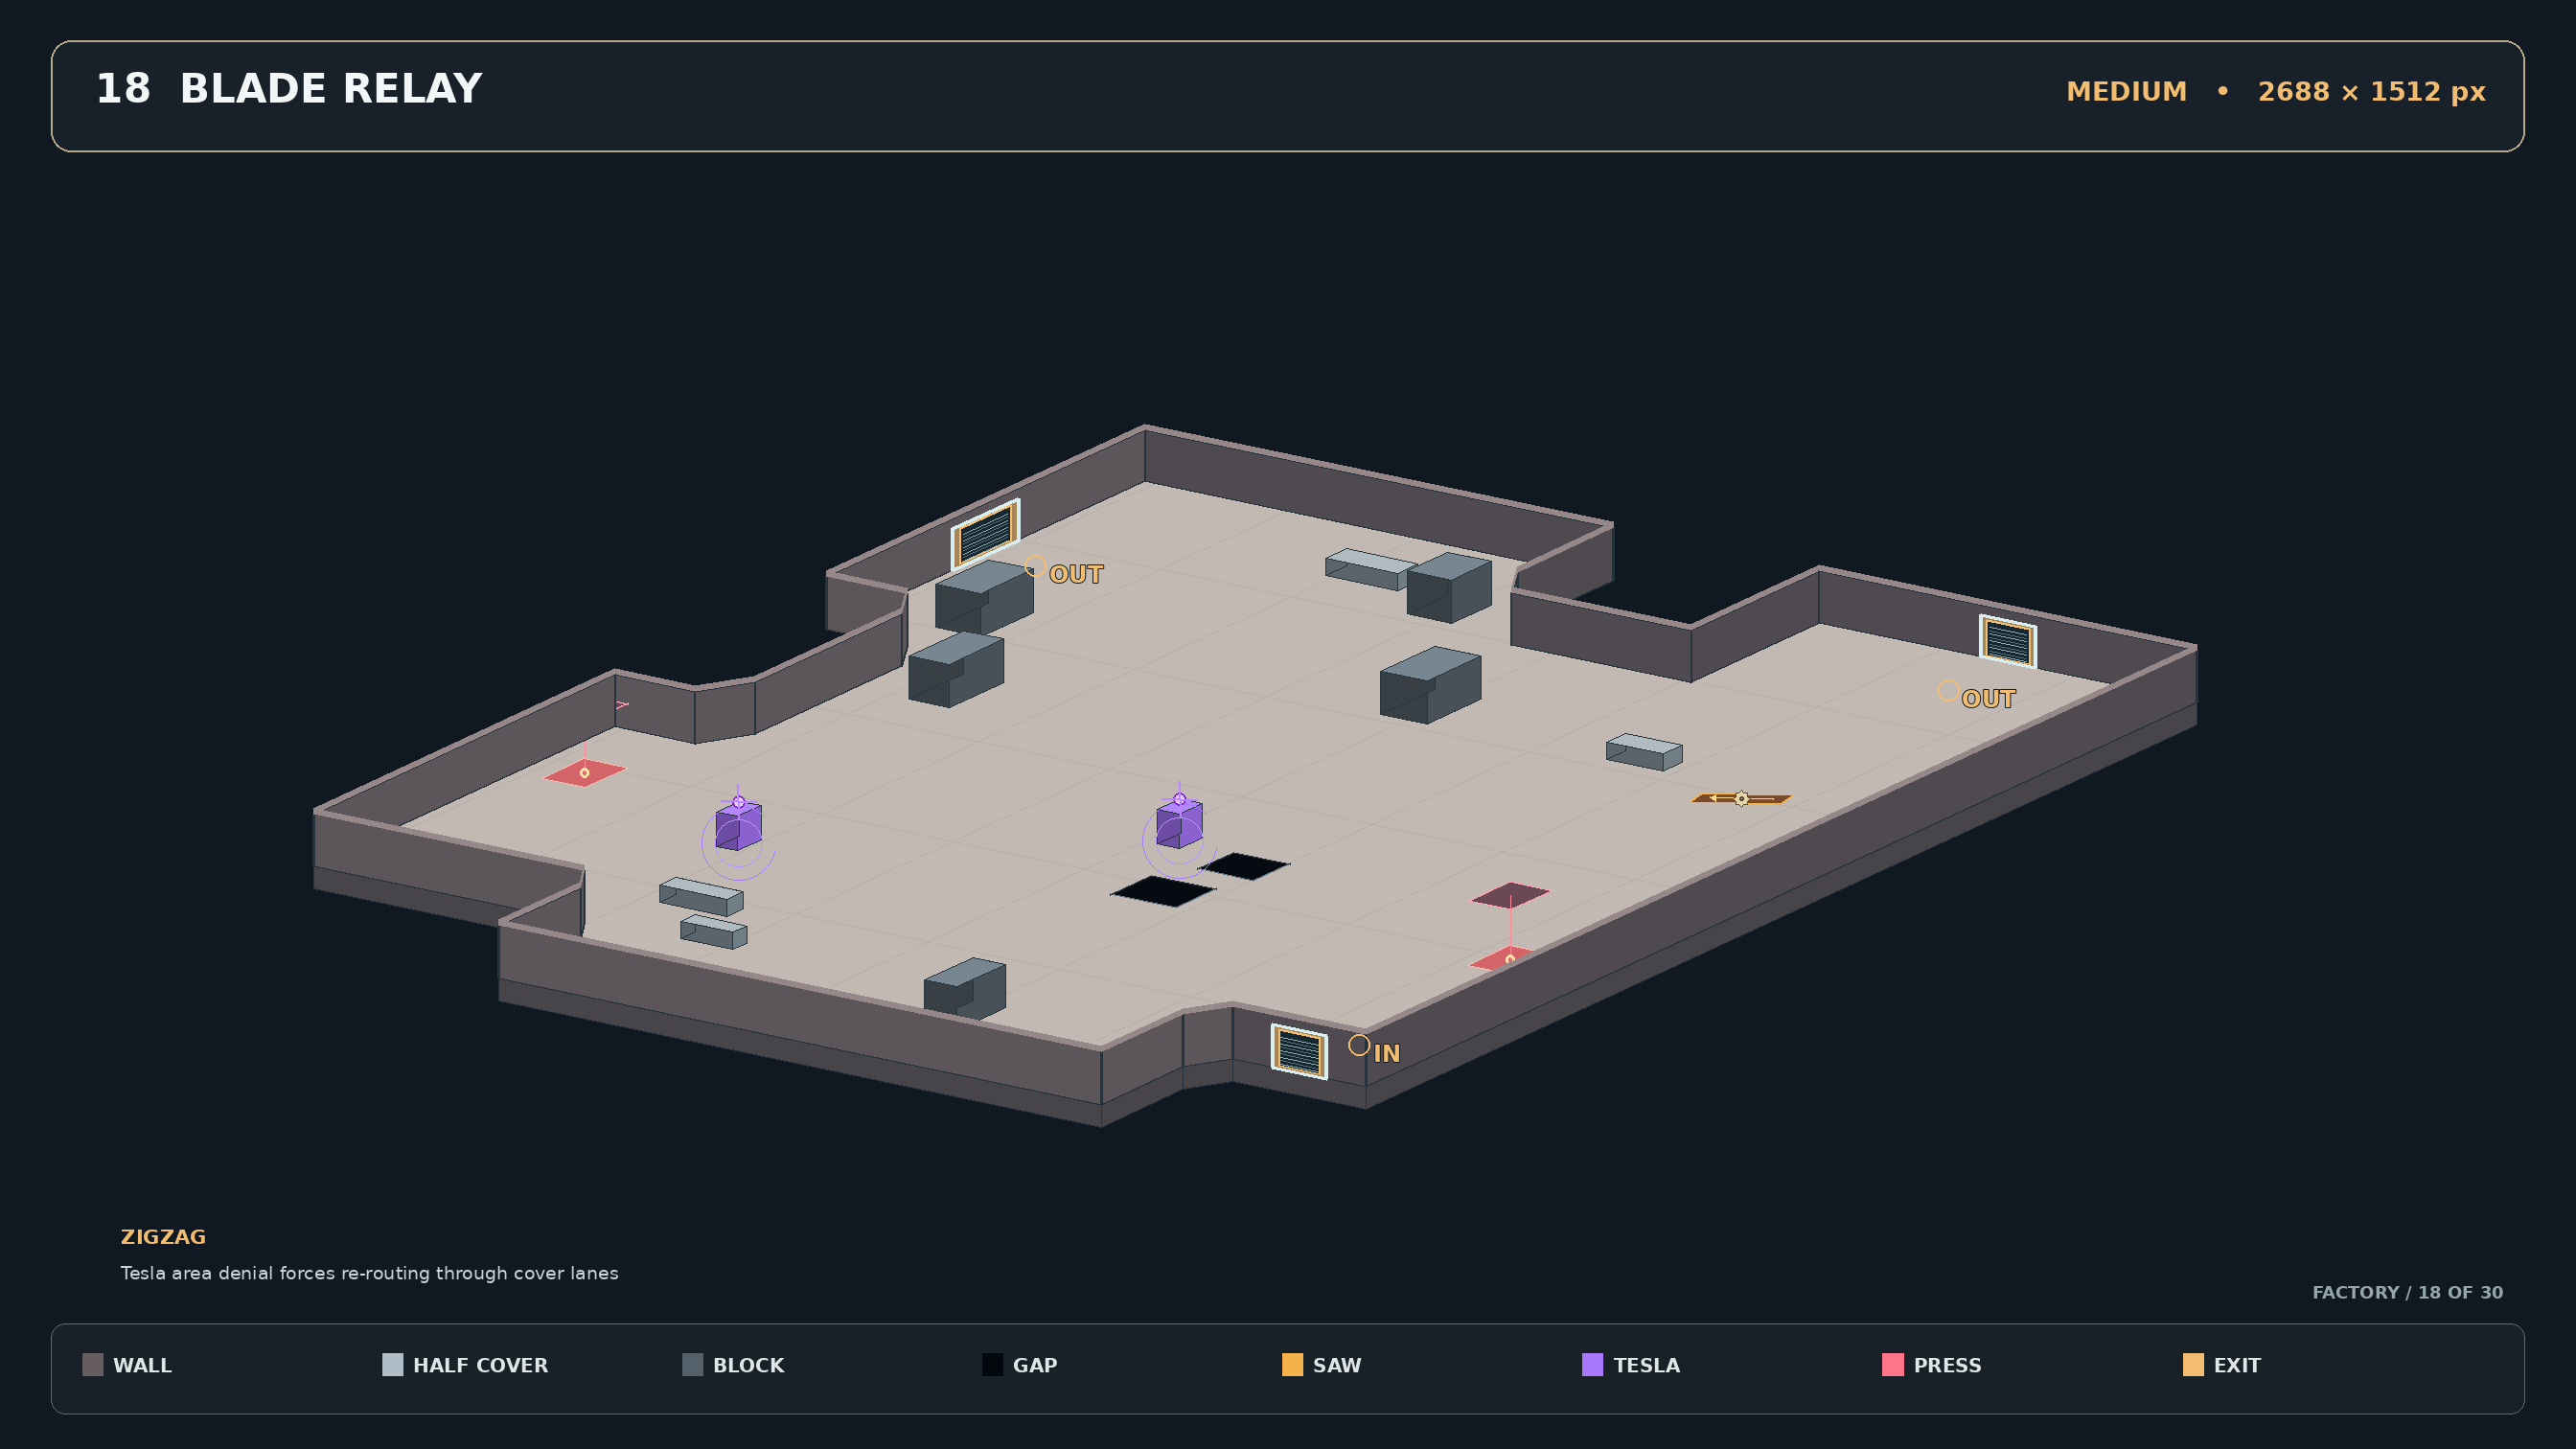 18 BLADE RELAY
MEDIUM • 2688 × 1512 px
OUT
OUT
IN
ZIGZAG
Tesla area denial forces re-routing through cover lanes
FACTORY / 18 OF 30
WALL
HALF COVER
BLOCK
GAP
SAW
TESLA
PRESS
EXIT